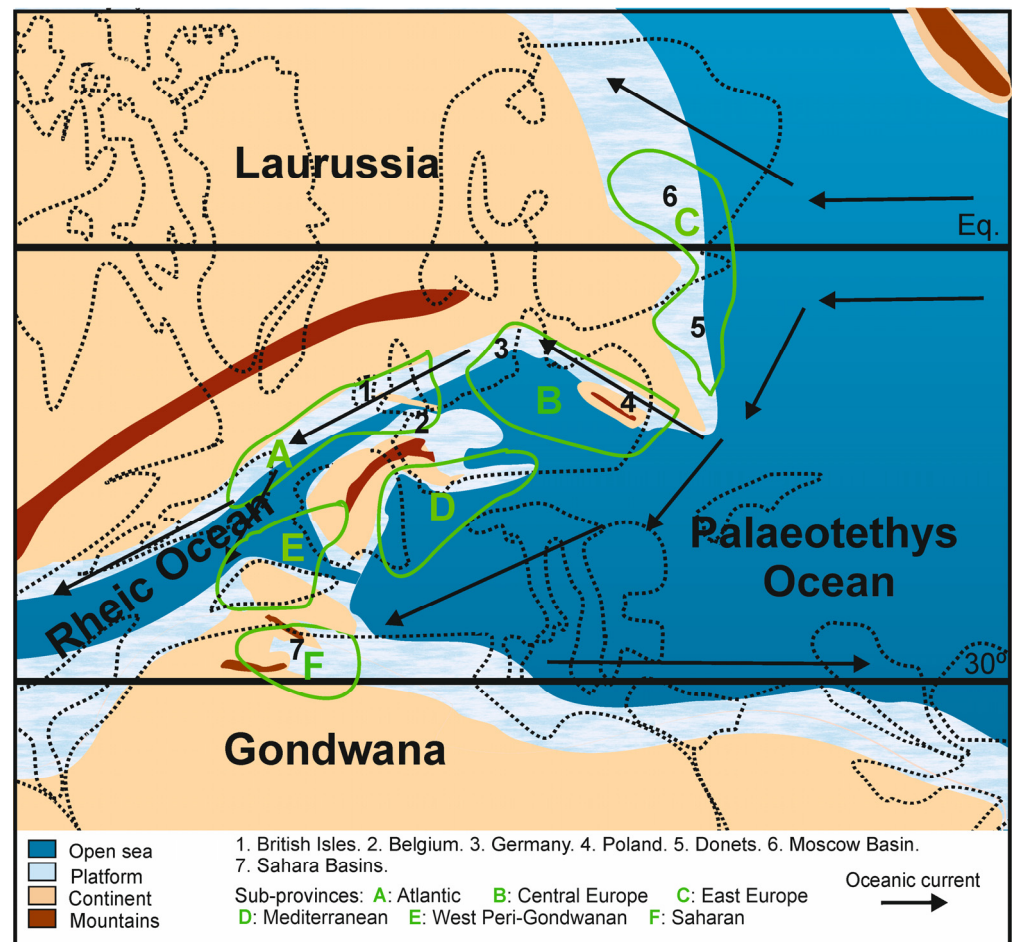 Laurussia
6
C
Eq.
5
3
1
B
4
2
A
D
Rheic Ocean
E
Palaeotethys
Ocean
7
F
30º
Gondwana
Open sea
Platform
Continent
Mountains
1. British Isles. 2. Belgium. 3. Germany. 4. Poland. 5. Donets. 6. Moscow Basin.
7. Sahara Basins.
Sub-provinces: A: Atlantic B: Central Europe C: East Europe
D: Mediterranean E: West Peri-Gondwanan F: Saharan
Oceanic current